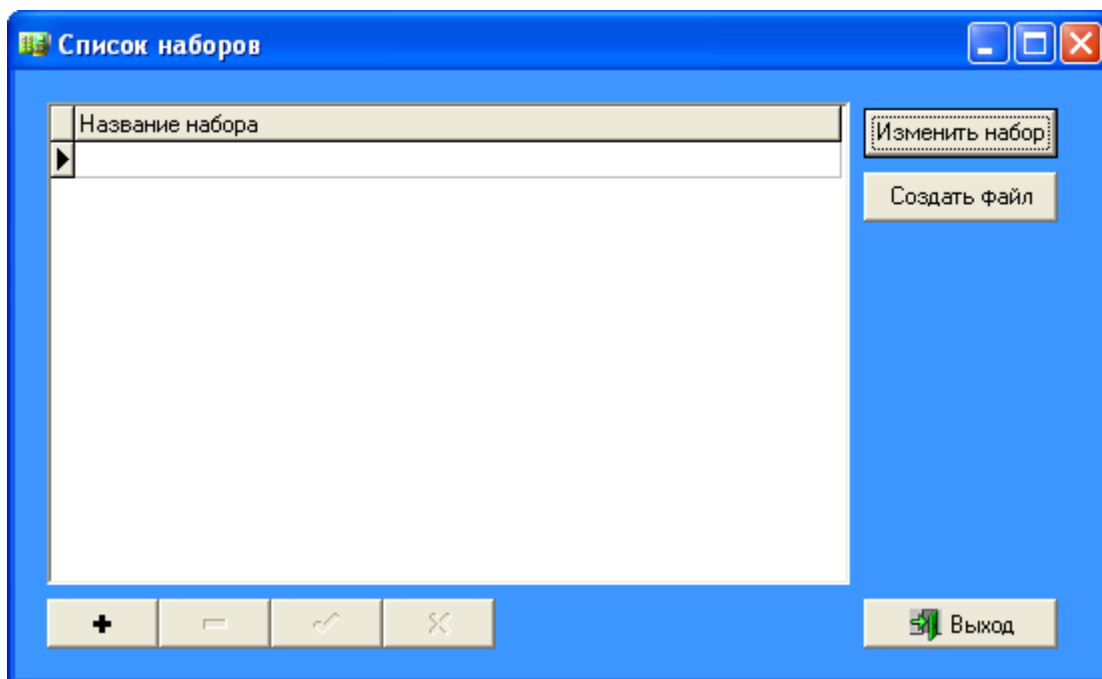 Список наборов
Название набора
Изменить набор
Создать файл
Выход